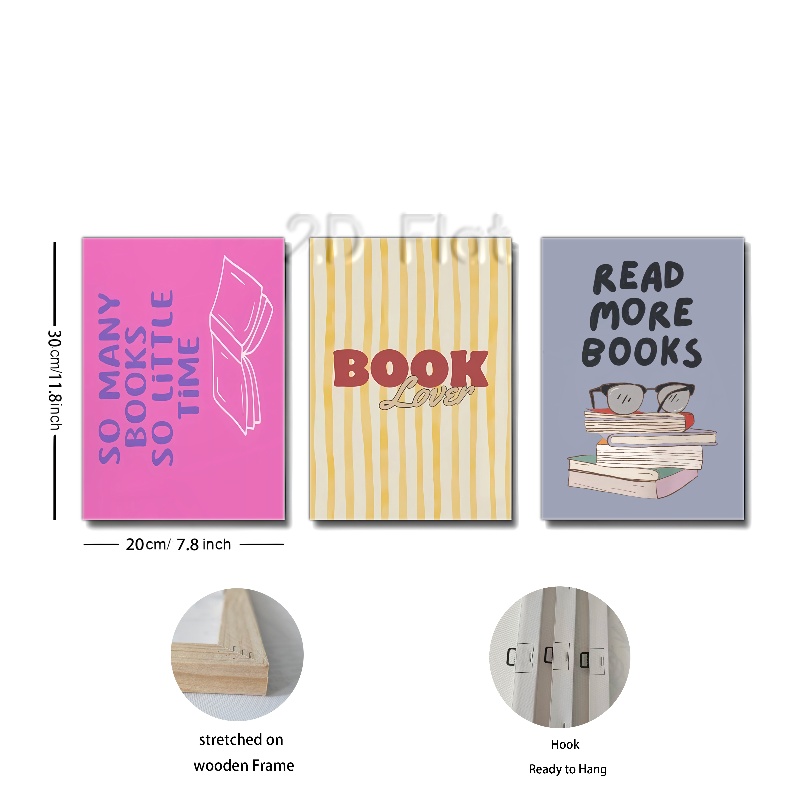 2D Flat
SO MANY
BOOKS
SO LiTTLE
TiME
BOOK
Lover
READ
MORE
BOOKS
30cm/11.8inch
20cm/ 7.8 inch
stretched on
wooden Frame
Hook
Ready to Hang